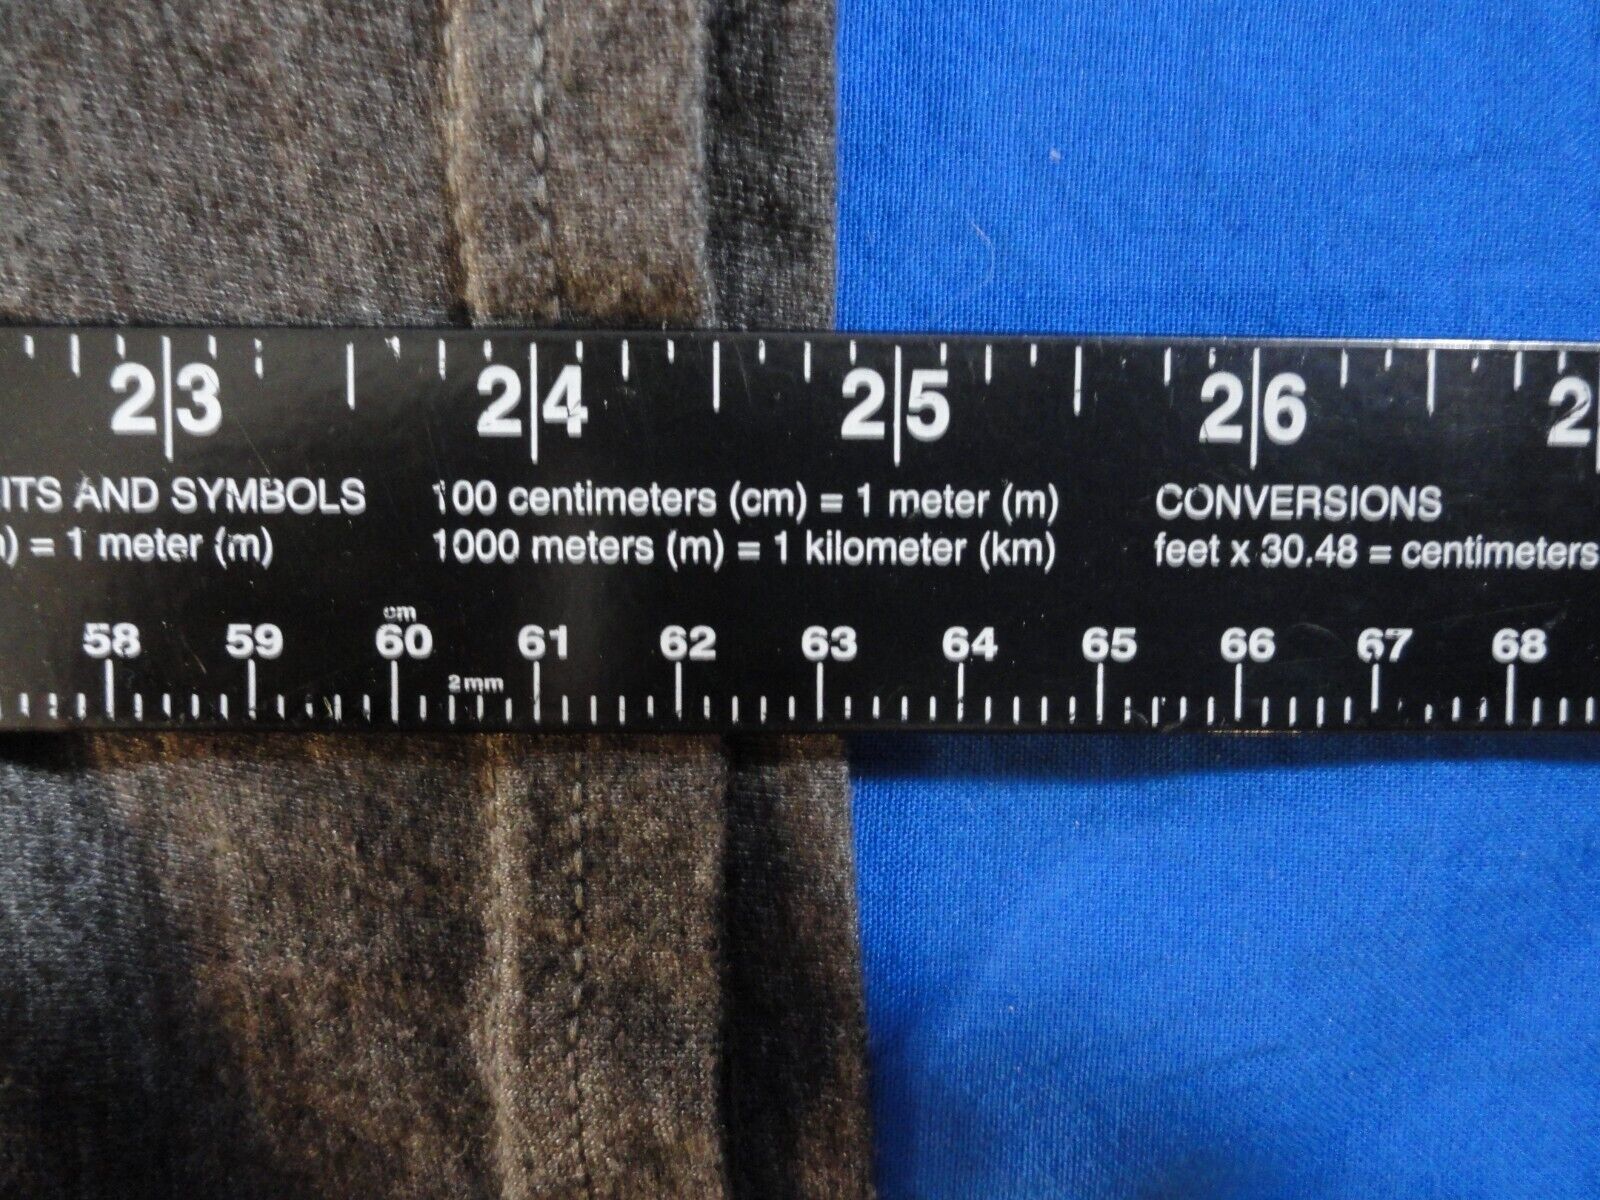 23 24 25 26 2
ITS AND SYMBOLS 100 centimeters (cm) = 1 meter (m) CONVERSIONS
) = 1 meter (m) 1000 meters (m) = 1 kilometer (km) feet x 30.48 = centimeters
cm
58 59 60 61 62 63 64 65 66 67 68
2mm